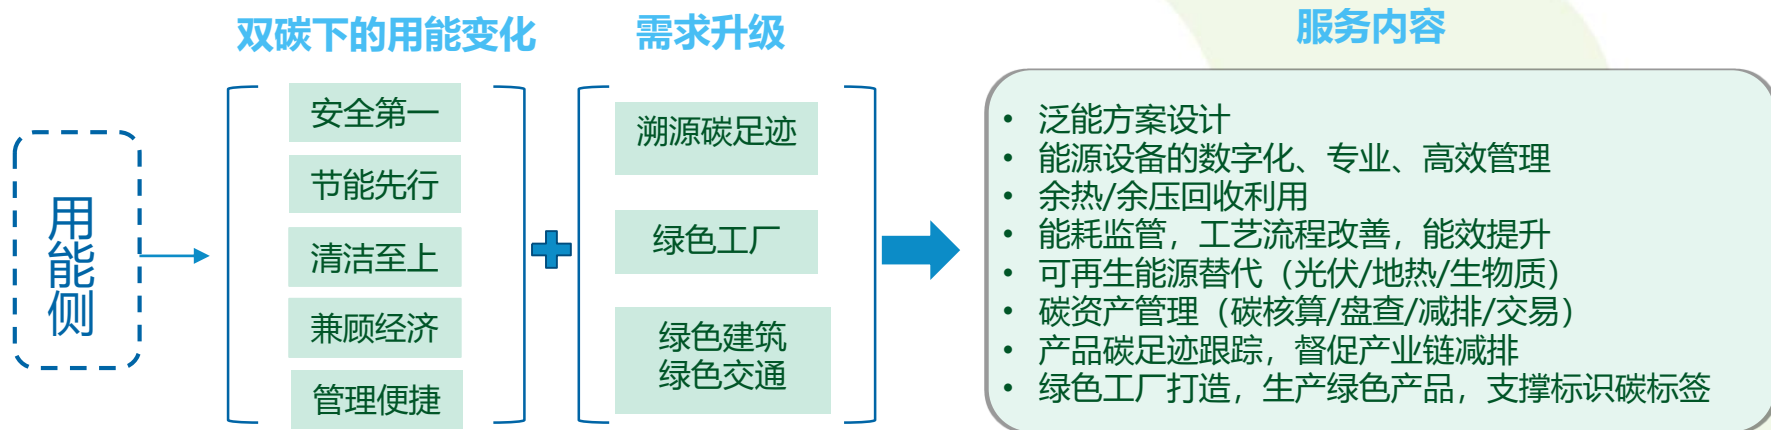 双碳下的用能变化
需求升级
服务内容
用能侧
安全第一
节能先行
清洁至上
兼顾经济
管理便捷
溯源碳足迹
绿色工厂
绿色建筑
绿色交通
• 泛能方案设计
• 能源设备的数字化、专业、高效管理
• 余热/余压回收利用
• 能耗监管，工艺流程改善，能效提升
• 可再生能源替代（光伏/地热/生物质）
• 碳资产管理（碳核算/盘查/减排/交易）
• 产品碳足迹跟踪，督促产业链减排
• 绿色工厂打造，生产绿色产品，支撑标识碳标签